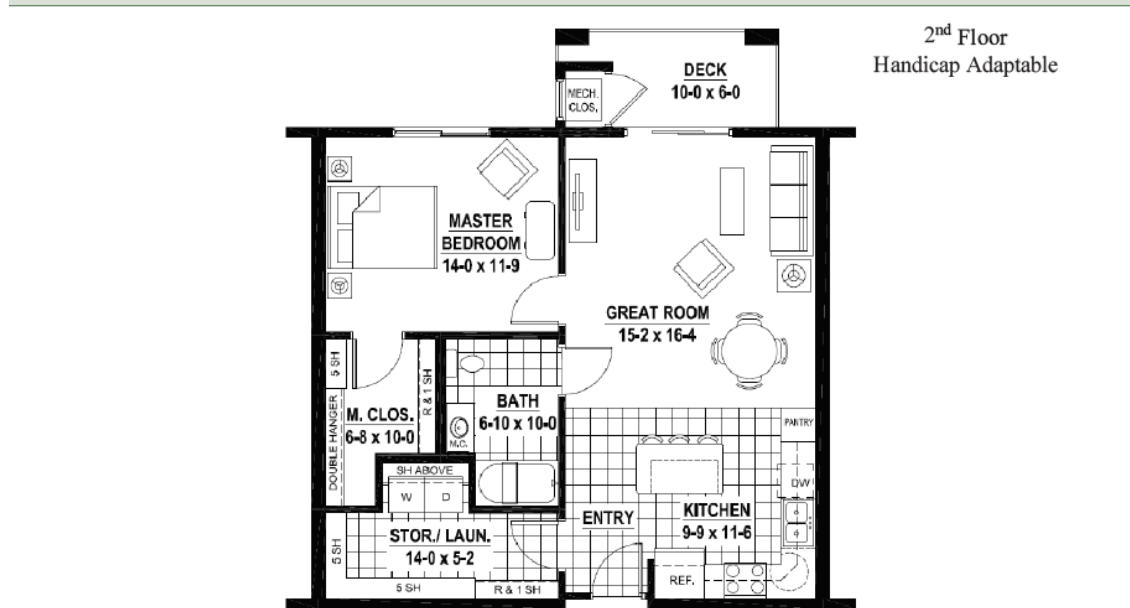 2nd Floor
Handicap Adaptable
DECK
10-0 x 6-0
MECH.
CLOS.
MASTER
BEDROOM
14-0 x 11-9
GREAT ROOM
15-2 x 16-4
5 SH
R & 1 SH
DOUBLE HANGER
M. CLOS.
6-8 x 10-0
BATH
6-10 x 10-0
M.C.
PANTRY
SH ABOVE
W
D
DW
ENTRY
KITCHEN
9-9 x 11-6
STOR./ LAUN.
14-0 x 5-2
5 SH
5 SH
R & 1 SH
REF.